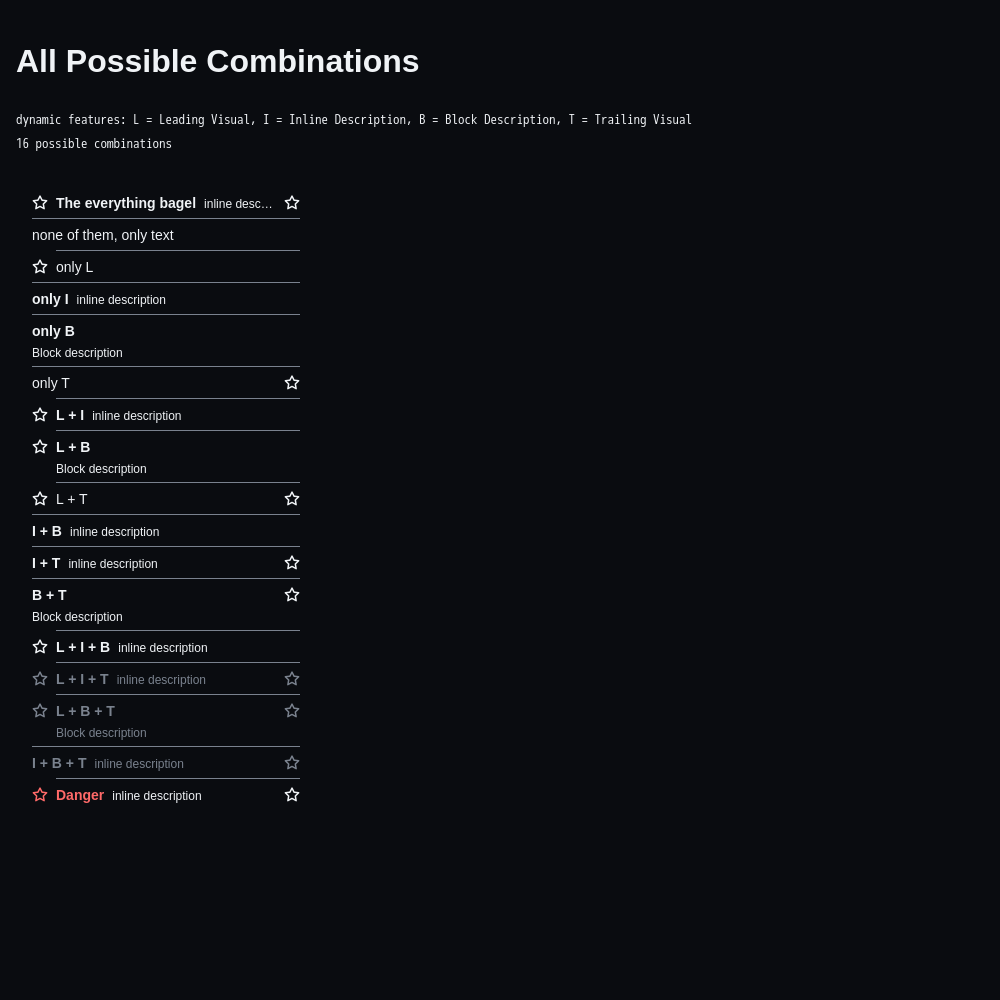 All Possible Combinations
dynamic features: L = Leading Visual, I = Inline Description, B = Block Description, T = Trailing Visual
16 possible combinations
The everything bagel inline desc…
none of them, only text
only L
only I inline description
only B
Block description
only T
L + I inline description
L + B
Block description
L + T
I + B inline description
I + T inline description
B + T
Block description
L + I + B inline description
L + I + T inline description
L + B + T
Block description
I + B + T inline description
Danger inline description